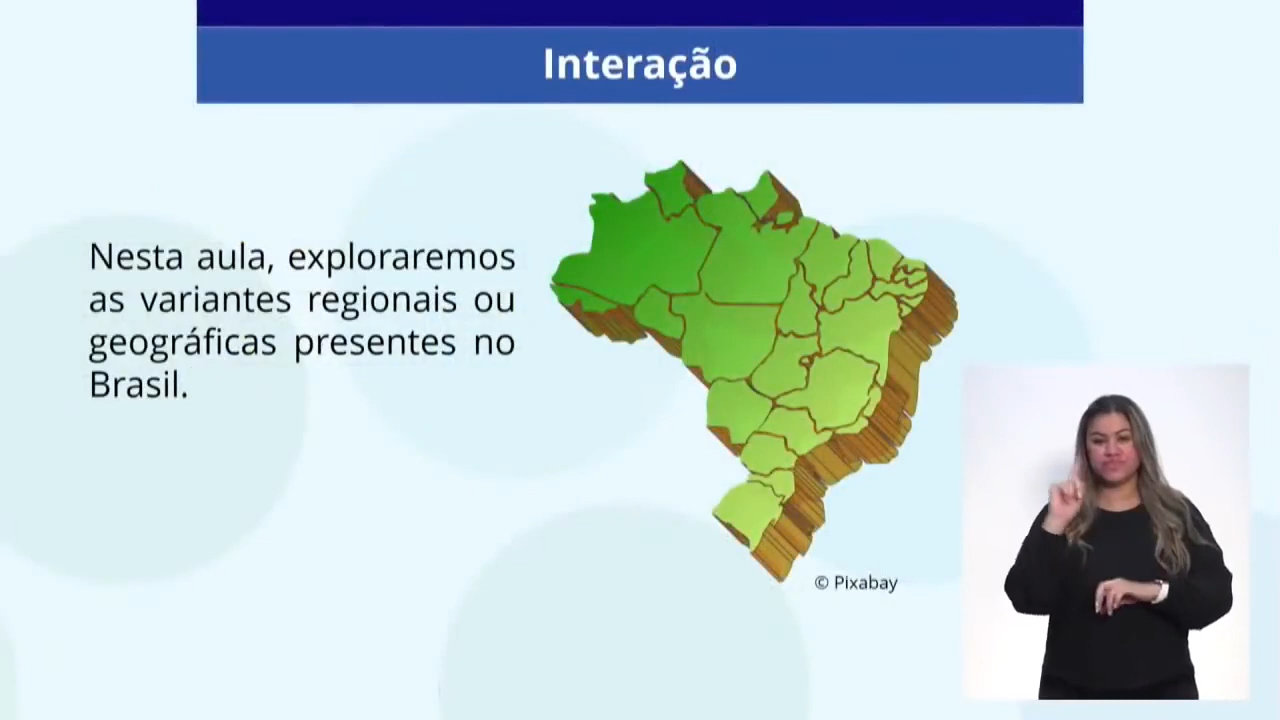 Interação
Nesta aula, exploraremos
as variantes regionais ou
geográficas presentes no
Brasil.
© Pixabay